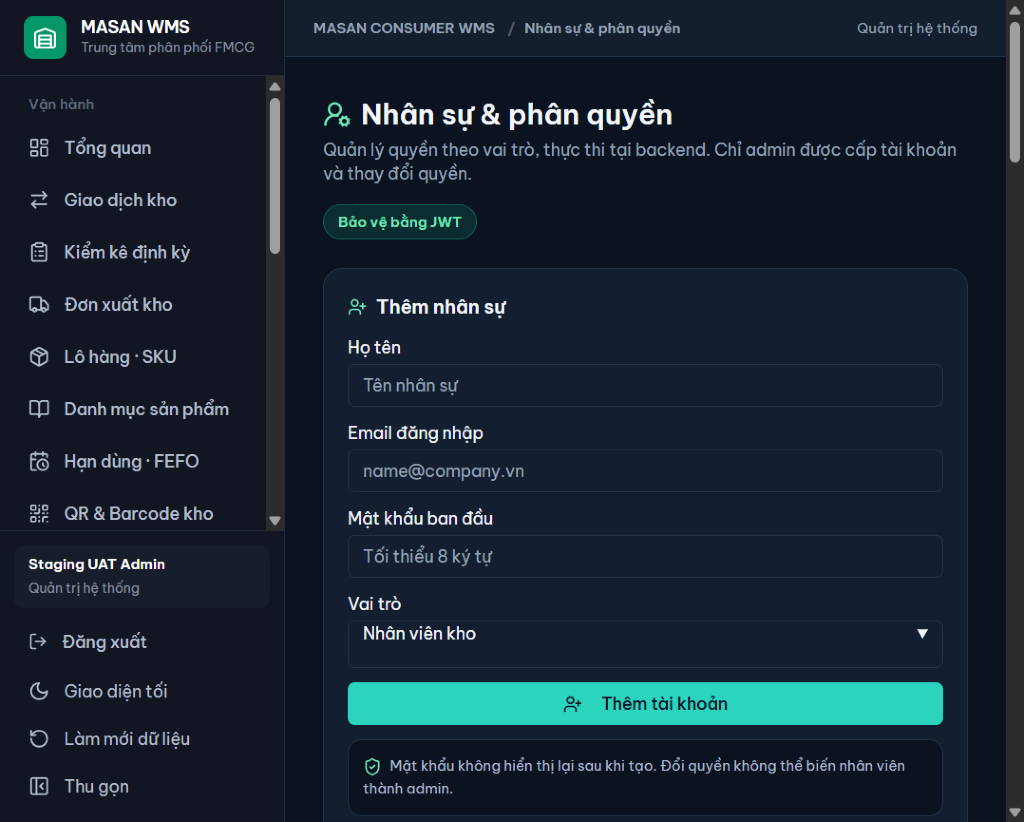 MASAN WMS
Trung tâm phân phối FMCG
Vận hành
Tổng quan
Giao dịch kho
Kiểm kê định kỳ
Đơn xuất kho
Lô hàng · SKU
Danh mục sản phẩm
Hạn dùng · FEFO
QR & Barcode kho
Staging UAT Admin
Quản trị hệ thống
Đăng xuất
Giao diện tối
Làm mới dữ liệu
Thu gọn
MASAN CONSUMER WMS / Nhân sự & phân quyền
Quản trị hệ thống
Nhân sự & phân quyền
Quản lý quyền theo vai trò, thực thi tại backend. Chỉ admin được cấp tài khoản
và thay đổi quyền.
Bảo vệ bằng JWT
Thêm nhân sự
Họ tên
Tên nhân sự
Email đăng nhập
name@company.vn
Mật khẩu ban đầu
Tối thiểu 8 ký tự
Vai trò
Nhân viên kho
Thêm tài khoản
Mật khẩu không hiển thị lại sau khi tạo. Đổi quyền không thể biến nhân viên
thành admin.